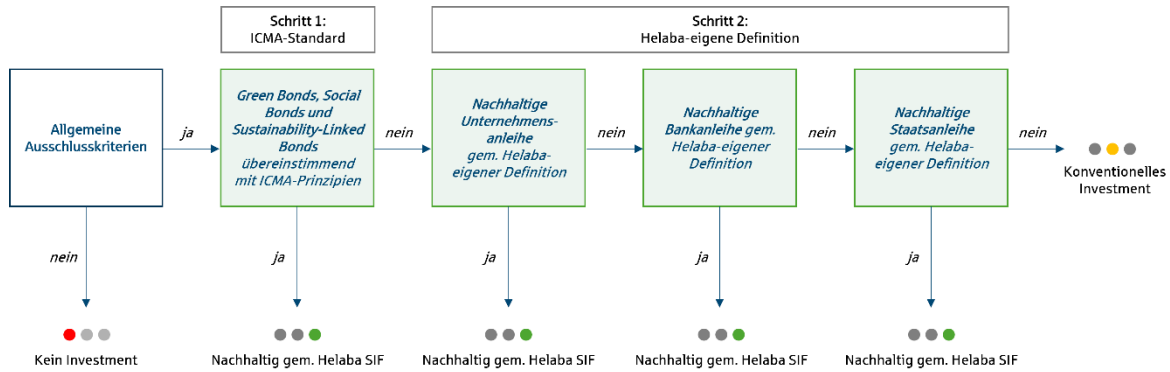 Schritt 1:
ICMA-Standard
Schritt 2:
Helaba-eigene Definition
Allgemeine
Ausschlusskriterien
ja
Green Bonds, Social
Bonds und
Sustainability-Linked
Bonds
übereinstimmend
mit ICMA-Prinzipien
nein
Nachhaltige
Unternehmens-
anleihe
gem. Helaba-
eigener Definition
nein
Nachhaltige
Bankanleihe gem.
Helaba-eigener
Definition
nein
Nachhaltige
Staatsanleihe
gem. Helaba-
eigener Definition
nein
Konventionelles
Investment
nein
ja
ja
ja
ja
Kein Investment
Nachhaltig gem. Helaba SIF
Nachhaltig gem. Helaba SIF
Nachhaltig gem. Helaba SIF
Nachhaltig gem. Helaba SIF